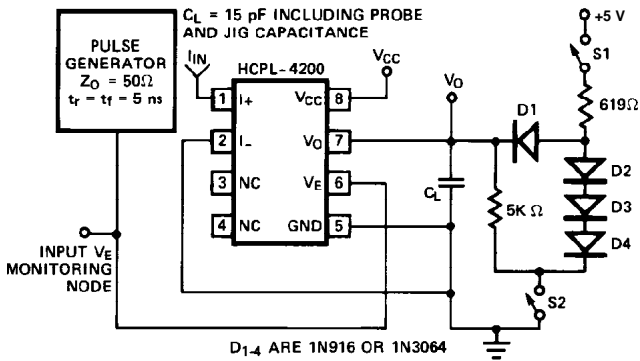 C_L = 15 pF INCLUDING PROBE
AND JIG CAPACITANCE
PULSE
GENERATOR
Z_O = 50Ω
t_r = t_f = 5 ns
I_IN
HCPL-4200
V_CC
V_O
+5 V
S1
619Ω
D1
D2
D3
D4
1 I+
V_CC 8
2 I–
V_O 7
3 NC
V_E 6
4 NC
GND 5
C_L
5K Ω
S2
INPUT V_E
MONITORING
NODE
D_1-4 ARE 1N916 OR 1N3064